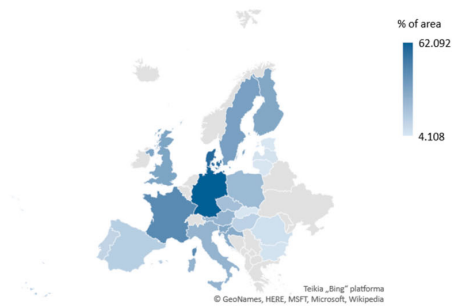 % of area
62.092
4.108
Teikia „Bing” platforma
© GeoNames, HERE, MSFT, Microsoft, Wikipedia